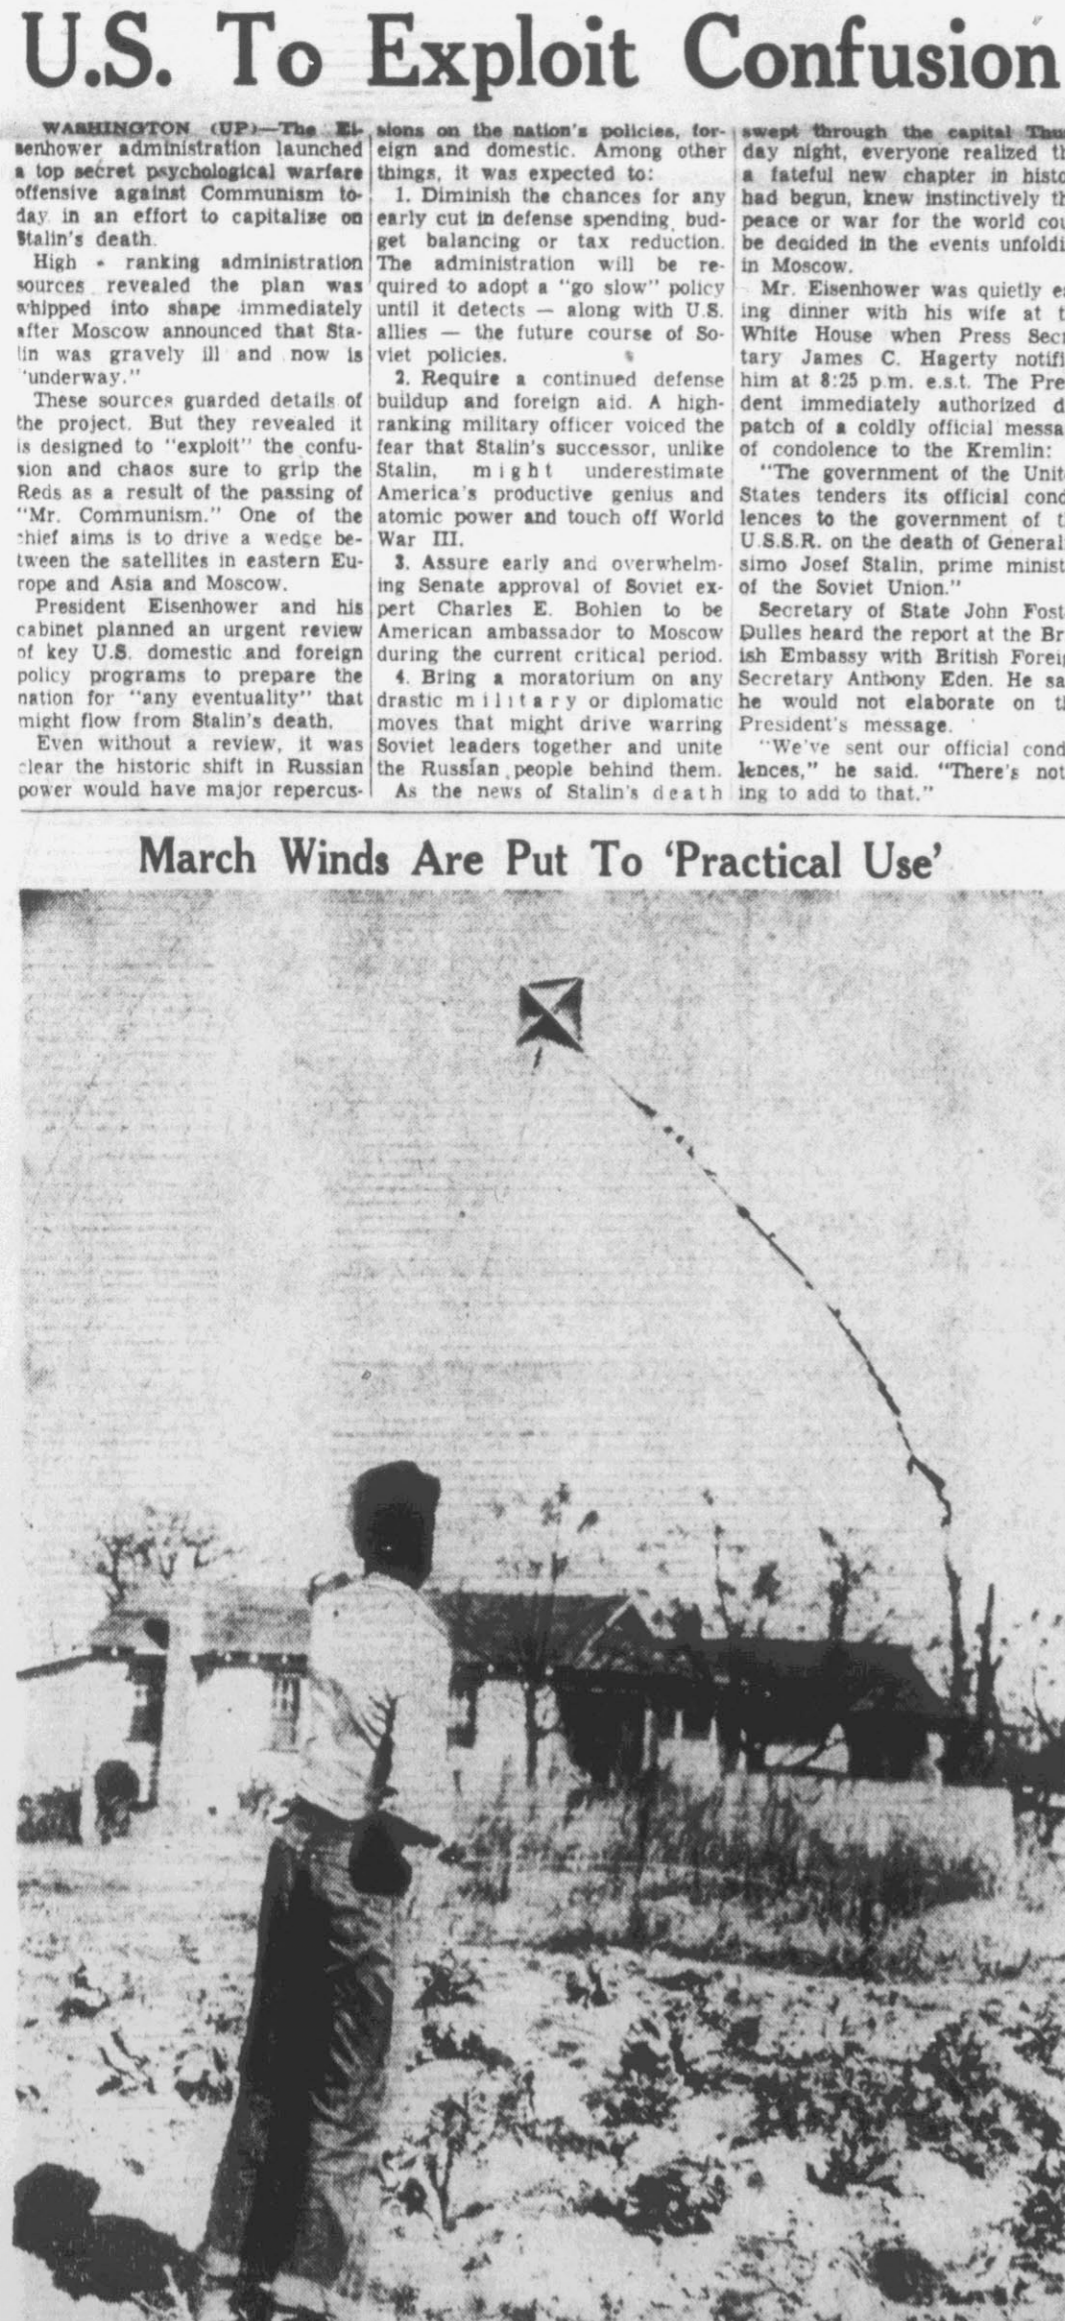 U.S. To Exploit Confusion
WASHINGTON (UP)—The Ei-
senhower administration launched
a top secret psychological warfare
offensive against Communism to-
day in an effort to capitalize on
Stalin's death.
High - ranking administration
sources revealed the plan was
whipped into shape immediately
after Moscow announced that Sta-
lin was gravely ill and now is
"underway."
These sources guarded details of
the project. But they revealed it
is designed to "exploit" the confu-
sion and chaos sure to grip the
Reds as a result of the passing of
"Mr. Communism." One of the
chief aims is to drive a wedge be-
tween the satellites in eastern Eu-
rope and Asia and Moscow.
President Eisenhower and his
cabinet planned an urgent review
of key U.S. domestic and foreign
policy programs to prepare the
nation for "any eventuality" that
might flow from Stalin's death.
Even without a review, it was
clear the historic shift in Russian
power would have major repercus-
sions on the nation's policies, for-
eign and domestic. Among other
things, it was expected to:
1. Diminish the chances for any
early cut in defense spending, bud-
get balancing or tax reduction.
The administration will be re-
quired to adopt a "go slow" policy
until it detects — along with U.S.
allies — the future course of So-
viet policies.
2. Require a continued defense
buildup and foreign aid. A high-
ranking military officer voiced the
fear that Stalin's successor, unlike
Stalin, might underestimate
America's productive genius and
atomic power and touch off World
War III.
3. Assure early and overwhelm-
ing Senate approval of Soviet ex-
pert Charles E. Bohlen to be
American ambassador to Moscow
during the current critical period.
4. Bring a moratorium on any
drastic military or diplomatic
moves that might drive warring
Soviet leaders together and unite
the Russian people behind them.
As the news of Stalin's death
swept through the capital Thu
day night, everyone realized th
a fateful new chapter in histo
had begun, knew instinctively th
peace or war for the world cou
be decided in the events unfoldi
in Moscow.
Mr. Eisenhower was quietly e
ing dinner with his wife at t
White House when Press Secr
tary James C. Hagerty notifi
him at 8:25 p.m. e.s.t. The Pre
dent immediately authorized d
patch of a coldly official messa
of condolence to the Kremlin:
"The government of the Unit
States tenders its official cond
lences to the government of t
U.S.S.R. on the death of General
simo Josef Stalin, prime minist
of the Soviet Union."
Secretary of State John Fost
Dulles heard the report at the Br
ish Embassy with British Foreig
Secretary Anthony Eden. He sa
he would not elaborate on t
President's message.
"We've sent our official cond
lences," he said. "There's not
ing to add to that."
March Winds Are Put To 'Practical Use'